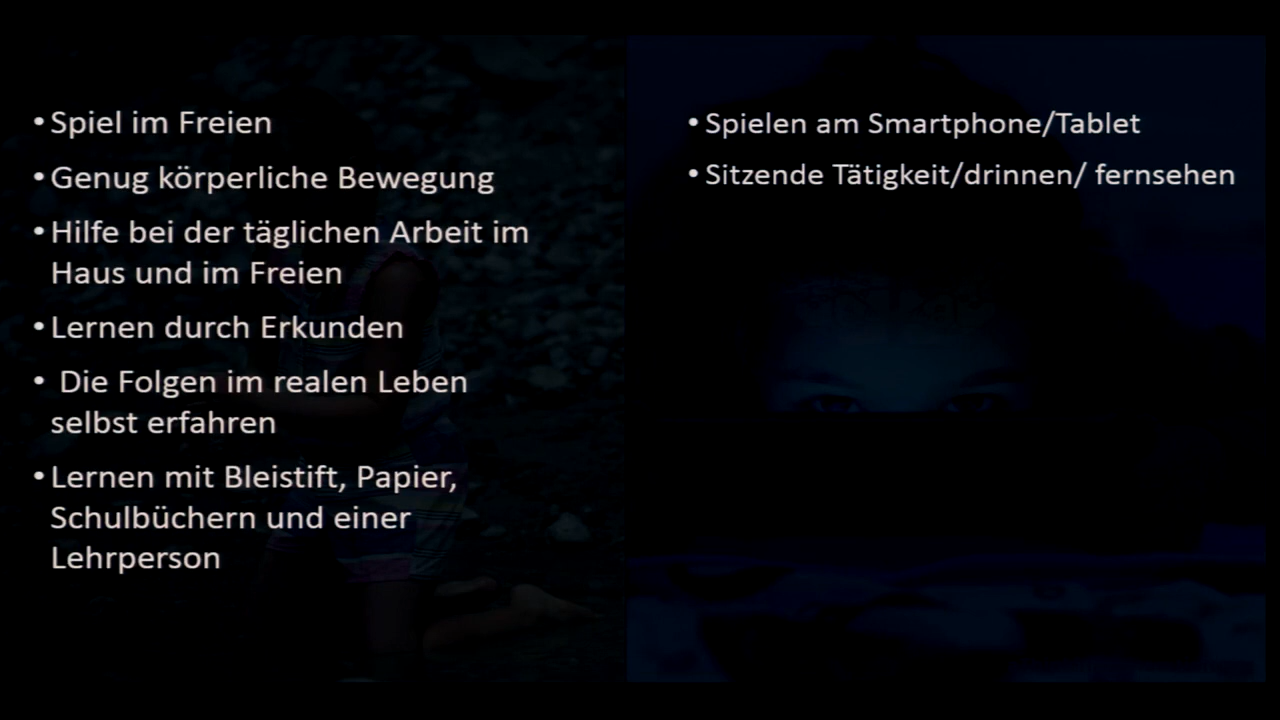 • Spiel im Freien
• Genug körperliche Bewegung
• Hilfe bei der täglichen Arbeit im
Haus und im Freien
• Lernen durch Erkunden
• Die Folgen im realen Leben
selbst erfahren
• Lernen mit Bleistift, Papier,
Schulbüchern und einer
Lehrperson
• Spielen am Smartphone/Tablet
• Sitzende Tätigkeit/drinnen/ fernsehen